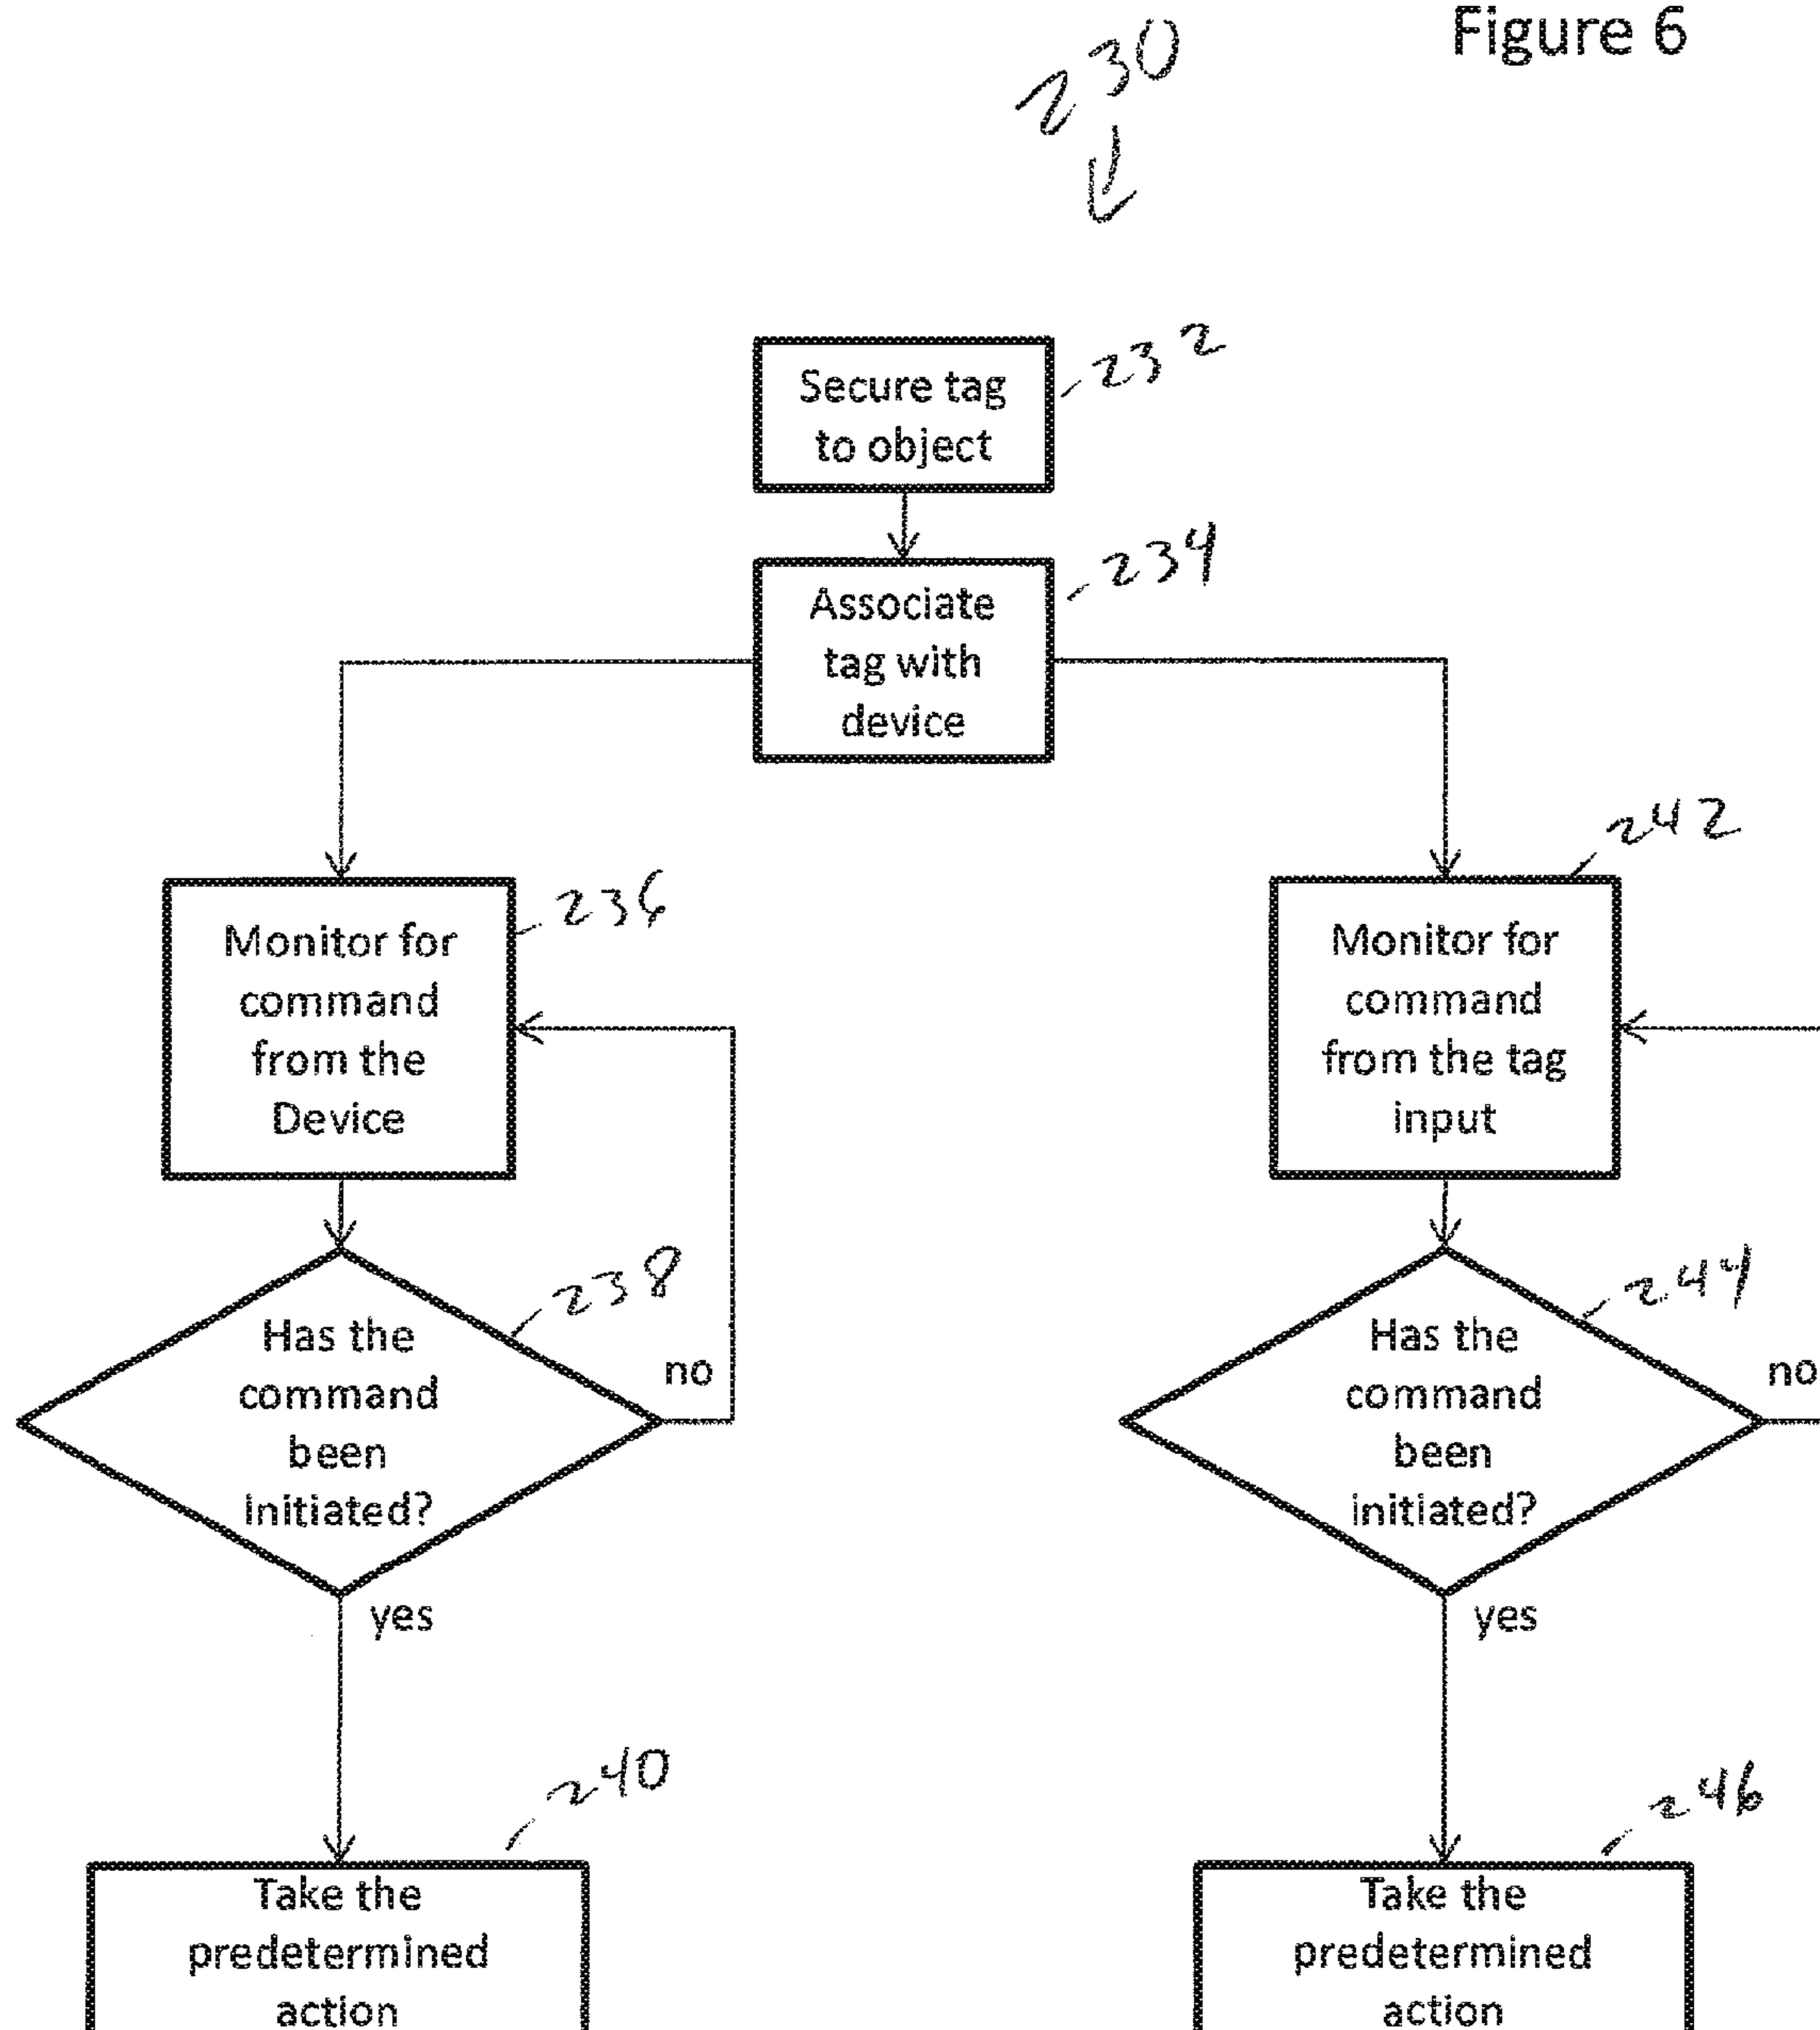 Figure 6
230
Secure tag
to object
232
Associate
tag with
device
234
Monitor for
command
from the
Device
236
Has the
command
been
initiated?
238
no
yes
Take the
predetermined
action
240
Monitor for
command
from the tag
input
242
Has the
command
been
initiated?
244
no
yes
Take the
predetermined
action
246